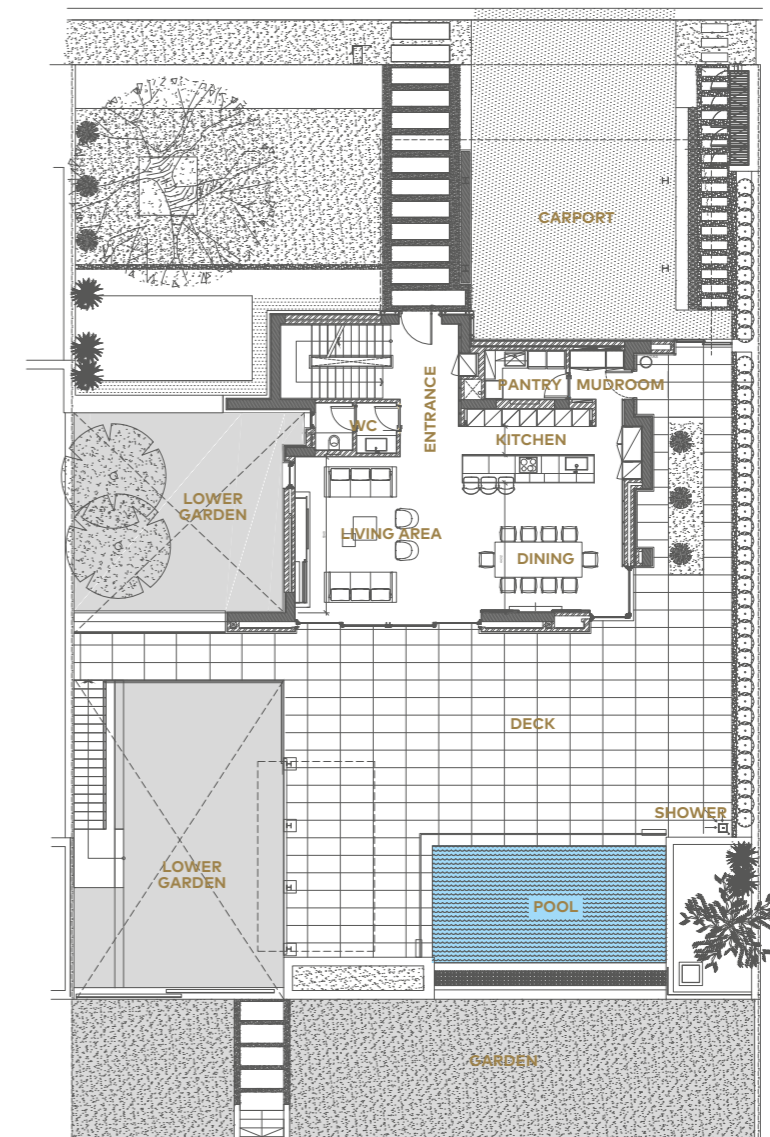 CARPORT
ENTRANCE
PANTRY
MUDROOM
WC
KITCHEN
LOWER
GARDEN
LIVING AREA
DINING
DECK
SHOWER
LOWER
GARDEN
POOL
GARDEN